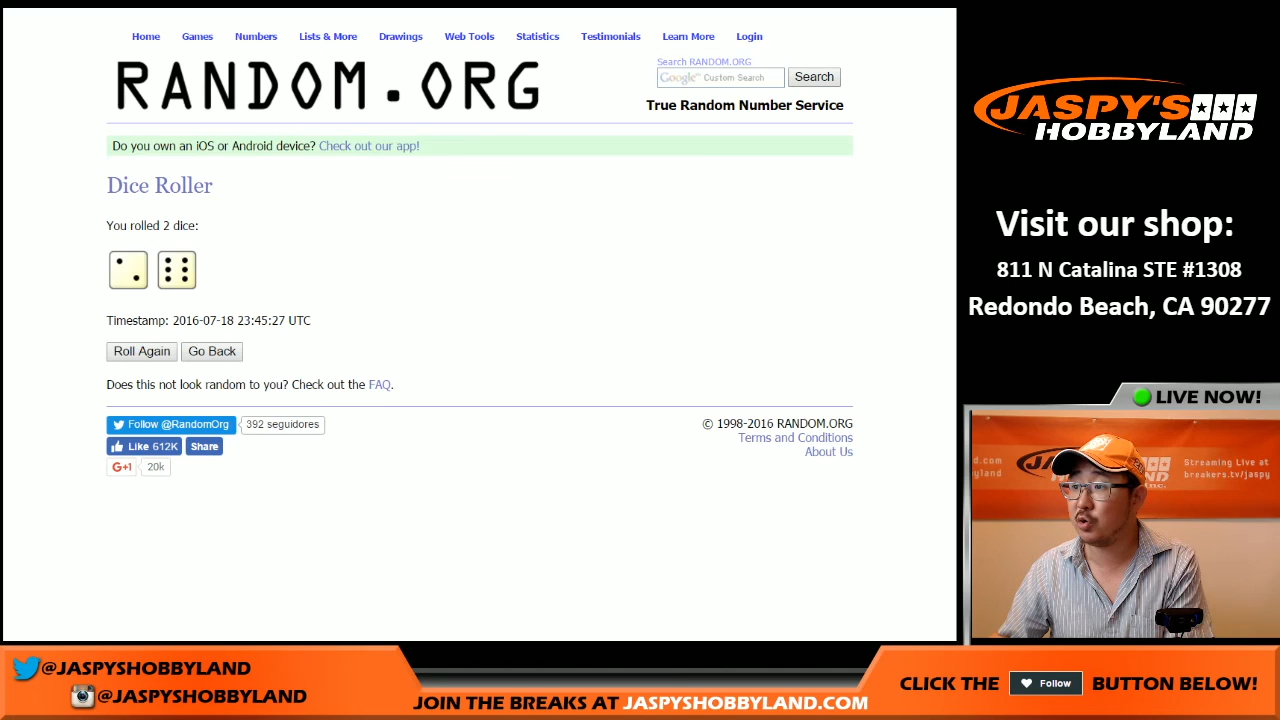 Home Games Numbers Lists & More Drawings Web Tools Statistics Testimonials Learn More Login
RANDOM.ORG
Search RANDOM.ORG
Google™ Custom Search Search
True Random Number Service
Do you own an iOS or Android device? Check out our app!
Dice Roller
You rolled 2 dice:
Timestamp: 2016-07-18 23:45:27 UTC
Roll Again Go Back
Does this not look random to you? Check out the FAQ.
Follow @RandomOrg 392 seguidores
Like 612K Share
G+1 20k
© 1998-2016 RANDOM.ORG
Terms and Conditions
About Us
JASPY'S
HOBBYLAND
Visit our shop:
811 N Catalina STE #1308
Redondo Beach, CA 90277
LIVE NOW!
Streaming Live at
breakers.tv/jaspy
@JASPYSHOBBYLAND
@JASPYSHOBBYLAND
JOIN THE BREAKS AT JASPYSHOBBYLAND.COM
CLICK THE Follow BUTTON BELOW!